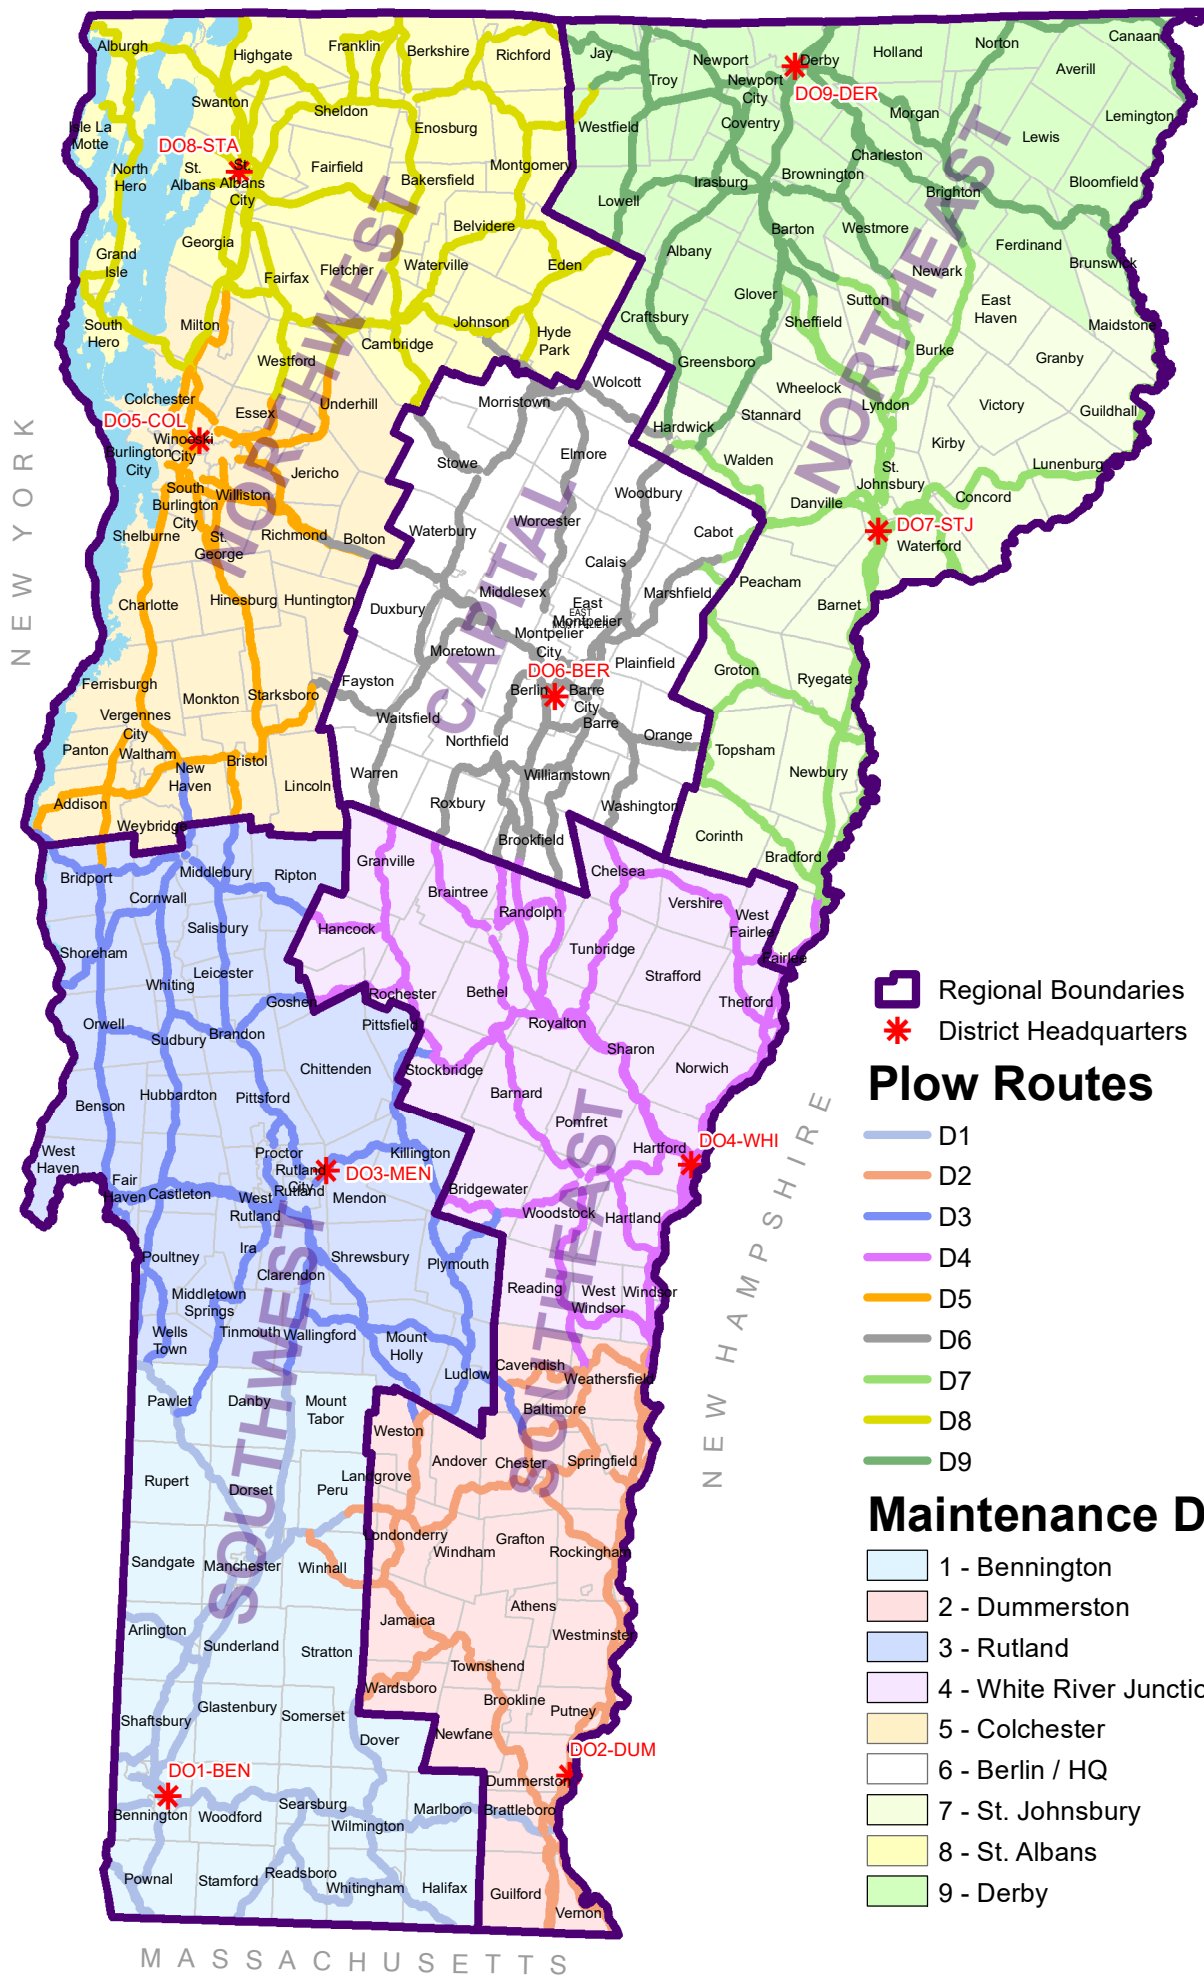 Alburgh
Highgate
Franklin
Berkshire
Richford
Jay
Troy
Newport
Newport
City
Derby
DO9-DER
Holland
Norton
Canaan
Averill
Swanton
Sheldon
Enosburg
Westfield
Coventry
Morgan
Lewis
Lemington
Isle La
Motte
DO8-STA
North
Hero
St.
Albans
St.
Albans
City
Fairfield
Bakersfield
Montgomery
Lowell
Irasburg
Brownington
Charleston
Brighton
Bloomfield
Grand
Isle
Georgia
Belvidere
Albany
Barton
Westmore
Ferdinand
Brunswick
Fairfax
Fletcher
Waterville
Eden
Glover
Newark
NORTHWEST
NORTHEAST
South
Hero
Milton
Westford
Cambridge
Johnson
Hyde
Park
Craftsbury
Sheffield
Sutton
East
Haven
Maidstone
Greensboro
Burke
Granby
Colchester
DO5-COL
Essex
Underhill
Morristown
Wolcott
Wheelock
Stannard
Lyndon
Victory
Guildhall
Burlington
City
Winooski
City
Jericho
Stowe
Elmore
Hardwick
Walden
Kirby
Lunenburg
South
Burlington
City
Williston
Woodbury
St.
Johnsbury
Danville
Concord
Shelburne
St.
George
Richmond
Bolton
Waterbury
Worcester
Cabot
DO7-STJ
Waterford
Calais
Charlotte
Hinesburg
Huntington
Duxbury
Middlesex
East
Montpelier
EAST
MONTPELIER
Marshfield
Peacham
Barnet
CAPITAL
Montpelier
City
Moretown
Plainfield
DO6-BER
Berlin
Barre
City
Barre
Groton
Ryegate
Ferrisburgh
Monkton
Starksboro
Fayston
Waitsfield
Vergennes
City
Panton
Waltham
New
Haven
Bristol
Lincoln
Northfield
Orange
Topsham
Newbury
Addison
Weybridge
Warren
Roxbury
Williamstown
Washington
Brookfield
Corinth
Bradford
Bridport
Middlebury
Ripton
Granville
Chelsea
Cornwall
Salisbury
Braintree
Randolph
Vershire
West
Fairlee
Fairlee
Shoreham
Leicester
Whiting
Hancock
Tunbridge
Strafford
Goshen
Rochester
Bethel
Thetford
Orwell
Sudbury
Brandon
Pittsfield
Royalton
Sharon
Chittenden
Stockbridge
Norwich
Benson
Hubbardton
Pittsford
Barnard
Pomfret
West
Haven
Proctor
Rutland
City
DO3-MEN
Killington
Hartford
DO4-WHI
Fair
Haven
Castleton
West
Rutland
Rutland
Mendon
Bridgewater
Woodstock
Hartland
Poultney
Ira
Clarendon
Shrewsbury
Plymouth
Middletown
Springs
Reading
West
Windsor
Windsor
Wells
Town
Tinmouth
Wallingford
Mount
Holly
Ludlow
Cavendish
Weathersfield
SOUTHWEST
SOUTHEAST
Pawlet
Danby
Mount
Tabor
Weston
Baltimore
Andover
Chester
Springfield
Rupert
Dorset
Peru
Landgrove
Londonderry
Grafton
Windham
Rockingham
Sandgate
Manchester
Winhall
Athens
Jamaica
Arlington
Sunderland
Stratton
Westminster
Townshend
Wardsboro
Brookline
Putney
Glastenbury
Shaftsbury
Somerset
Dover
Newfane
DO1-BEN
DO2-DUM
Dummerston
Bennington
Woodford
Searsburg
Wilmington
Marlboro
Brattleboro
Pownal
Stamford
Readsboro
Whitingham
Halifax
Guilford
Vernon
NEW YORK
NEW HAMPSHIRE
MASSACHUSETTS
Regional Boundaries
District Headquarters
Plow Routes
D1
D2
D3
D4
D5
D6
D7
D8
D9
Maintenance D
1 - Bennington
2 - Dummerston
3 - Rutland
4 - White River Junctio
5 - Colchester
6 - Berlin / HQ
7 - St. Johnsbury
8 - St. Albans
9 - Derby